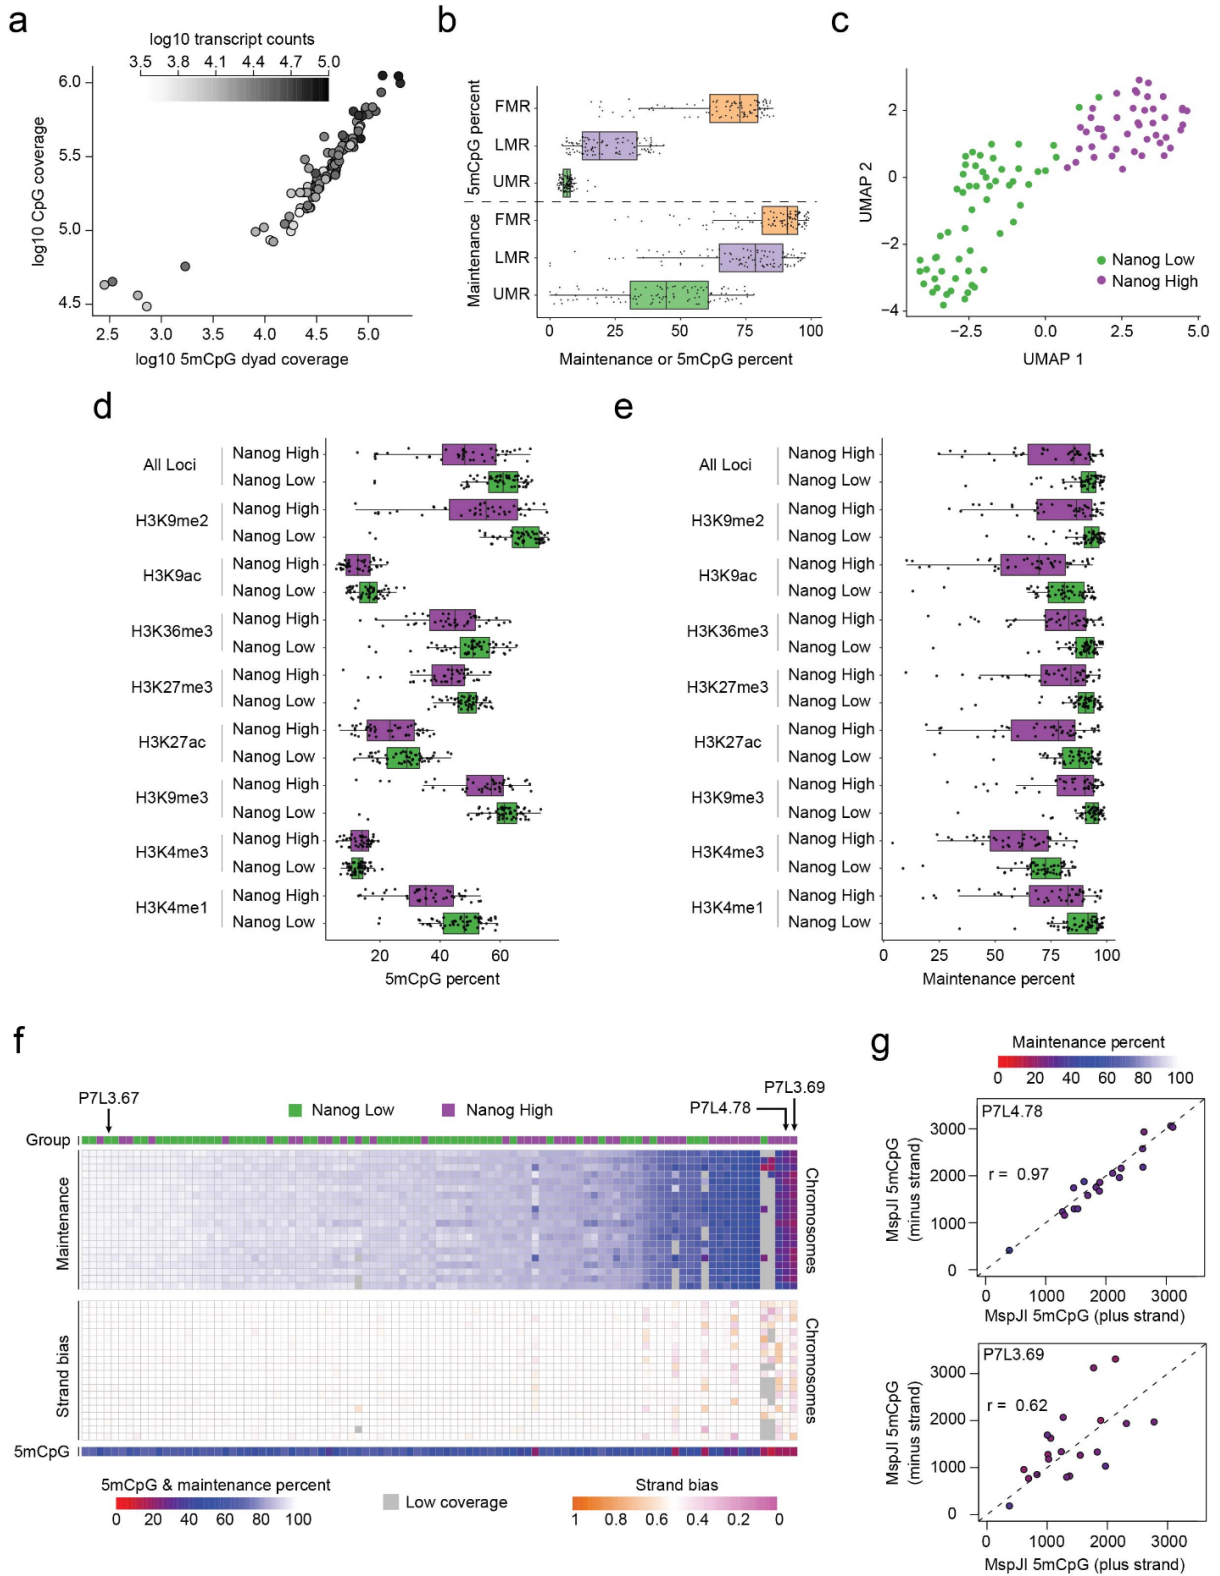 a
log10 transcript counts
3.5 3.8 4.1 4.4 4.7 5.0
log10 CpG coverage
6.0
5.5
5.0
4.5
2.5 3.0 3.5 4.0 4.5 5.0
log10 5mCpG dyad coverage
b
5mCpG percent
FMR
LMR
UMR
Maintenance
FMR
LMR
UMR
0 25 50 75 100
Maintenance or 5mCpG percent
c
UMAP 2
2
0
−2
−4
Nanog Low
Nanog High
−2.5 0.0 2.5 5.0
UMAP 1
d
All Loci
Nanog High
Nanog Low
H3K9me2
Nanog High
Nanog Low
H3K9ac
Nanog High
Nanog Low
H3K36me3
Nanog High
Nanog Low
H3K27me3
Nanog High
Nanog Low
H3K27ac
Nanog High
Nanog Low
H3K9me3
Nanog High
Nanog Low
H3K4me3
Nanog High
Nanog Low
H3K4me1
Nanog High
Nanog Low
20 40 60
5mCpG percent
e
All Loci
Nanog High
Nanog Low
H3K9me2
Nanog High
Nanog Low
H3K9ac
Nanog High
Nanog Low
H3K36me3
Nanog High
Nanog Low
H3K27me3
Nanog High
Nanog Low
H3K27ac
Nanog High
Nanog Low
H3K9me3
Nanog High
Nanog Low
H3K4me3
Nanog High
Nanog Low
H3K4me1
Nanog High
Nanog Low
0 25 50 75 100
Maintenance percent
f
P7L3.67
Nanog Low
Nanog High
P7L4.78
P7L3.69
Group
Maintenance
Chromosomes
Strand bias
Chromosomes
5mCpG
5mCpG & maintenance percent
0 20 40 60 80 100
Low coverage
Strand bias
1 0.8 0.6 0.4 0.2 0
g
Maintenance percent
0 20 40 60 80 100
P7L4.78
r = 0.97
MspJI 5mCpG
(minus strand)
3000
2000
1000
0
0 1000 2000 3000
MspJI 5mCpG (plus strand)
P7L3.69
r = 0.62
MspJI 5mCpG
(minus strand)
3000
2000
1000
0
0 1000 2000 3000
MspJI 5mCpG (plus strand)